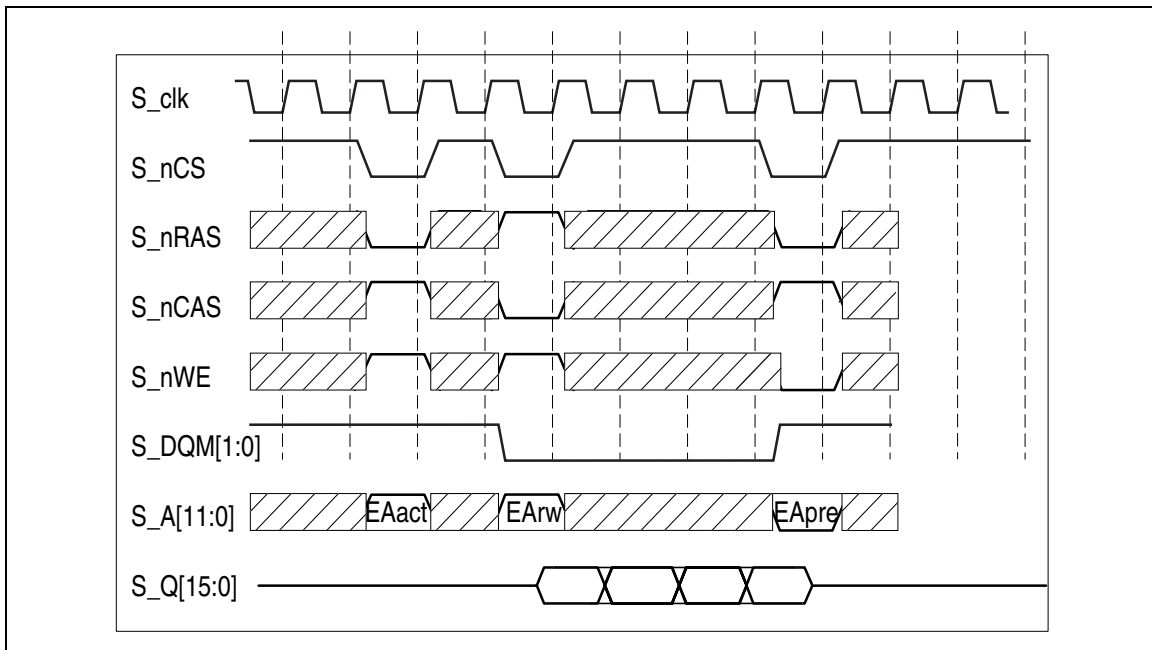 S_clk
S_nCS
S_nRAS
S_nCAS
S_nWE
S_DQM[1:0]
S_A[11:0] EAact EArw EApre
S_Q[15:0]